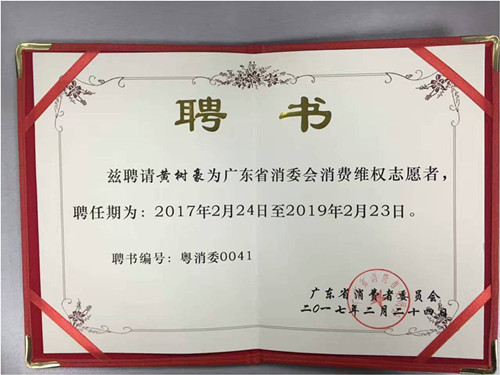 聘书
兹聘请黄树豪为广东省消委会消费维权志愿者，
聘任期为：2017年2月24日至2019年2月23日。
聘书编号：粤消委0041
广东省消费者委员会
二〇一七年二月二十四日